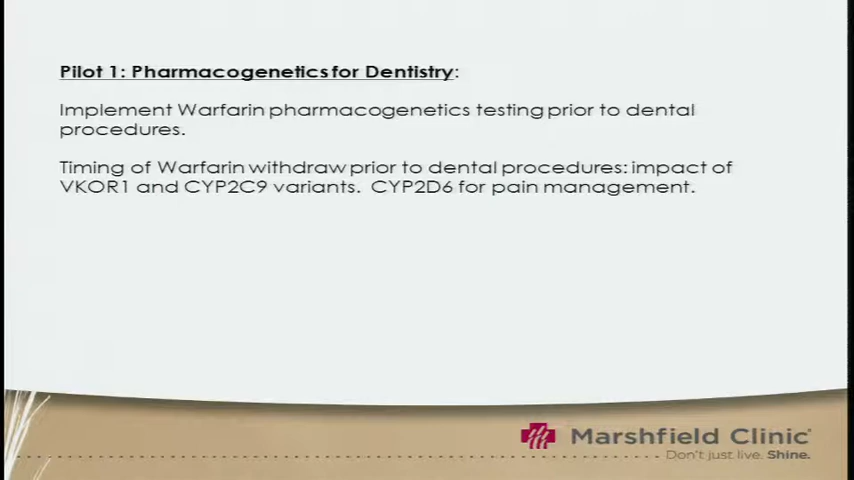 Pilot 1: Pharmacogenetics for Dentistry:
Implement Warfarin pharmacogenetics testing prior to dental
procedures.
Timing of Warfarin withdraw prior to dental procedures: impact of
VKOR1 and CYP2C9 variants. CYP2D6 for pain management.
Marshfield Clinic®
Don't just live. Shine.